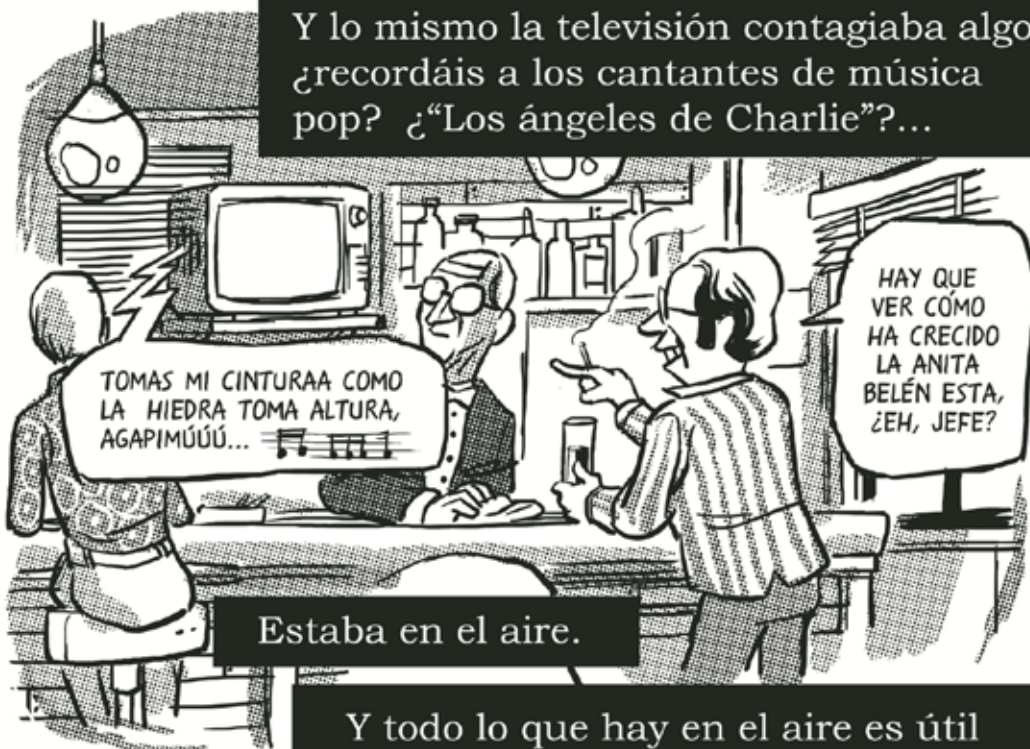 Y lo mismo la televisión contagiaba algo
¿recordáis a los cantantes de música
pop? ¿“Los ángeles de Charlie”?...
TOMAS MI CINTURAA COMO
LA HIEDRA TOMA ALTURA,
AGAPIMÚÚÚ...
HAY QUE
VER CÓMO
HA CRECIDO
LA ANITA
BELÉN ESTA,
¿EH, JEFE?
Estaba en el aire.
Y todo lo que hay en el aire es útil